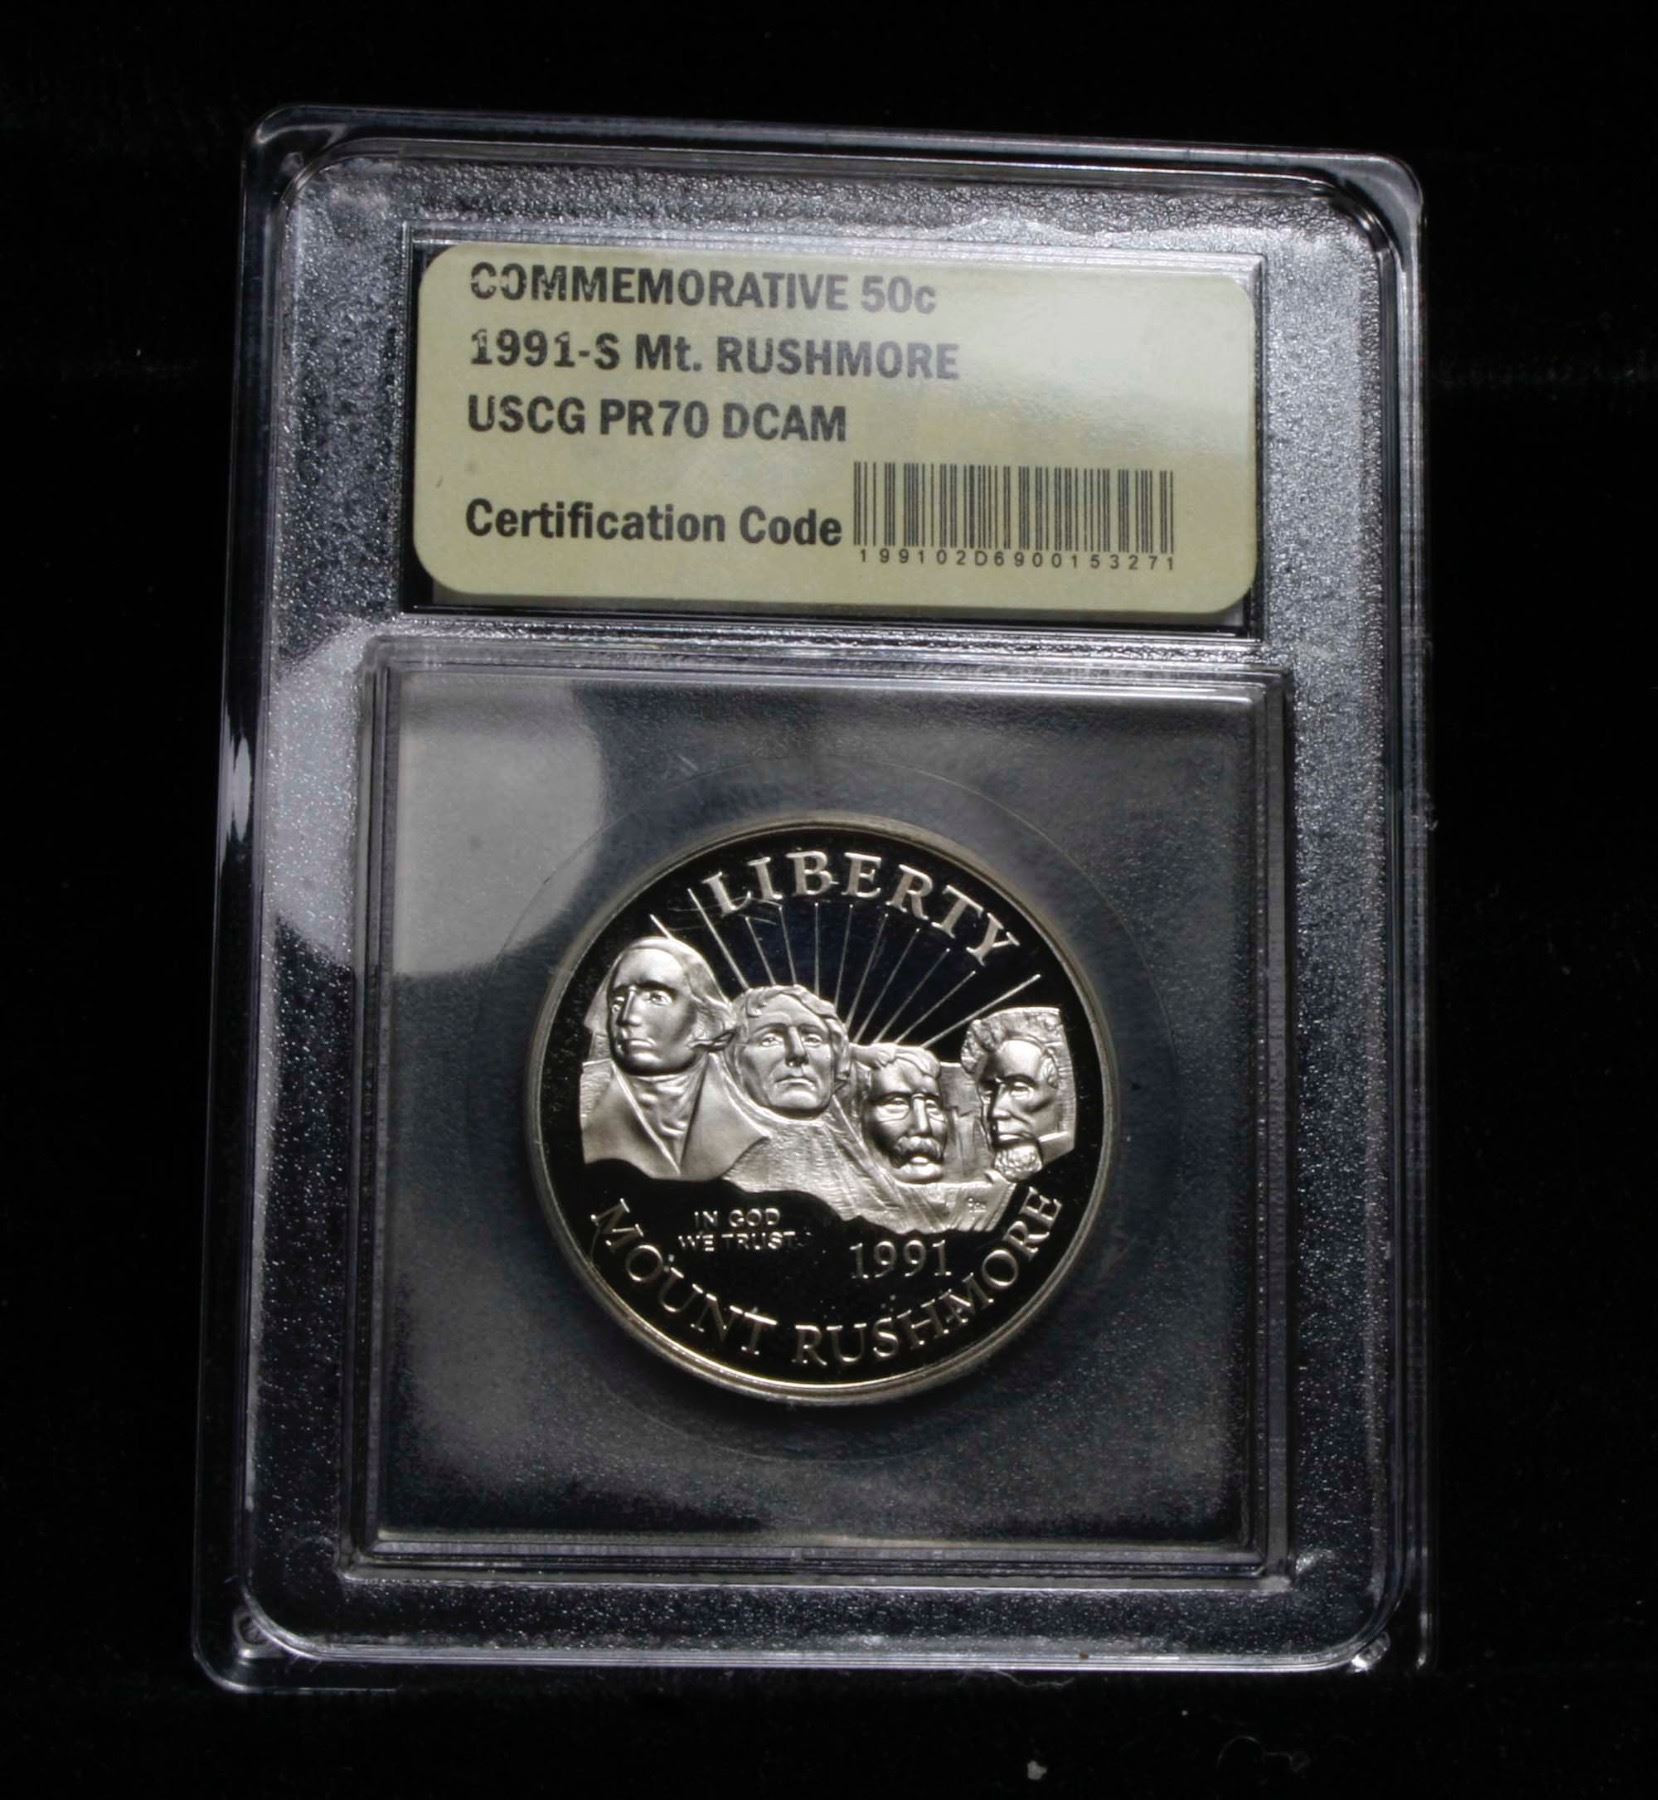 COMMEMORATIVE 50c
1991-S Mt. RUSHMORE
USCG PR70 DCAM
Certification Code
199102D6900153271
LIBERTY
IN GOD
WE TRUST
1991
MOUNT RUSHMORE